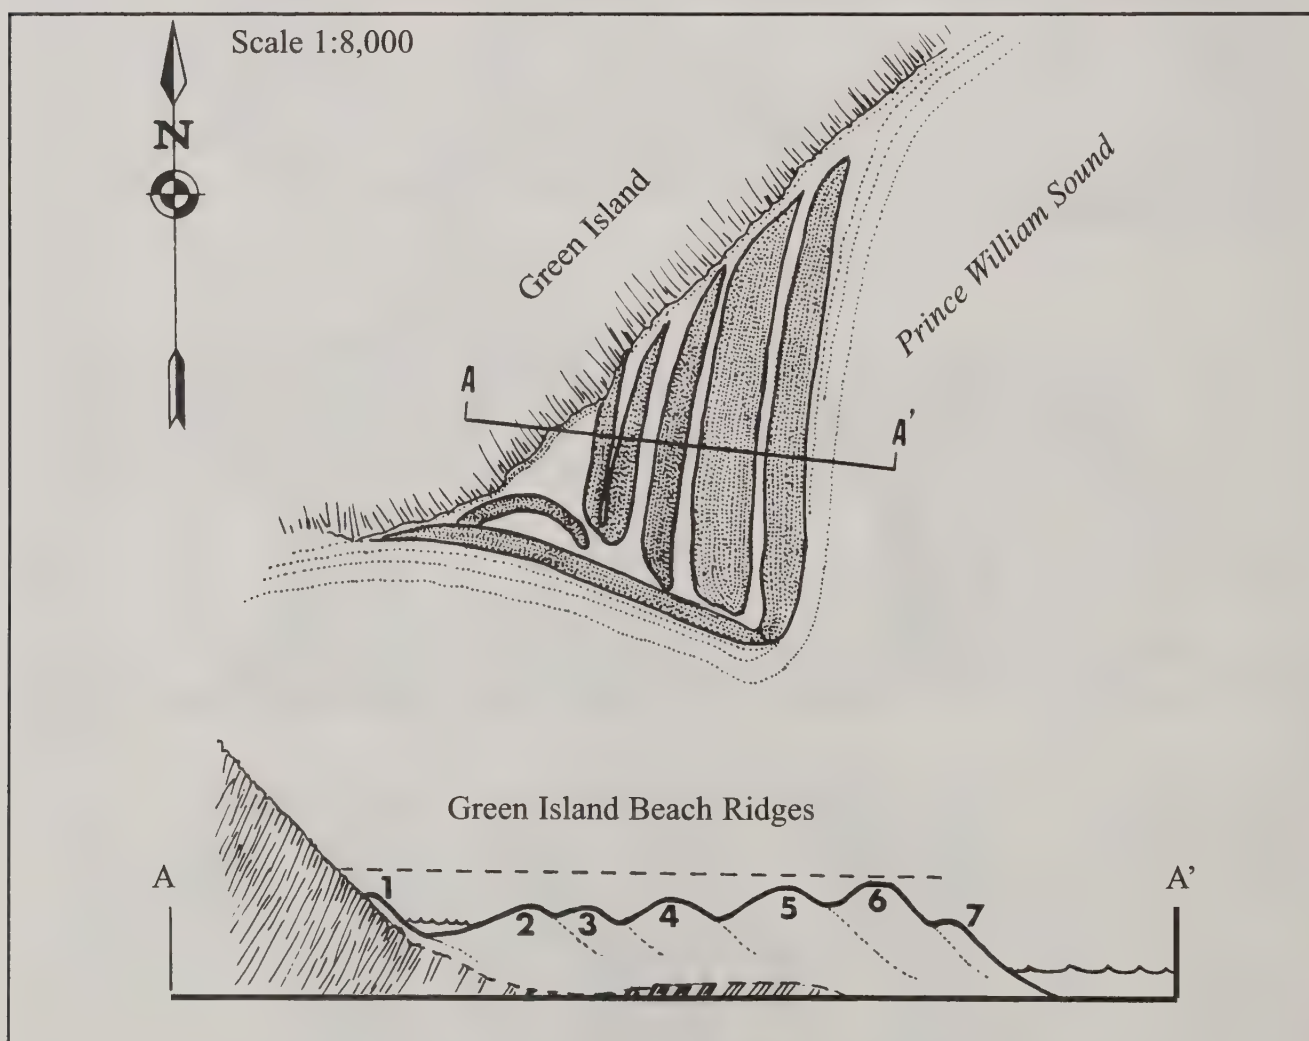 Scale 1:8,000
N
Green Island
Prince William Sound
A
A'
Green Island Beach Ridges
A
A'
1
2
3
4
5
6
7